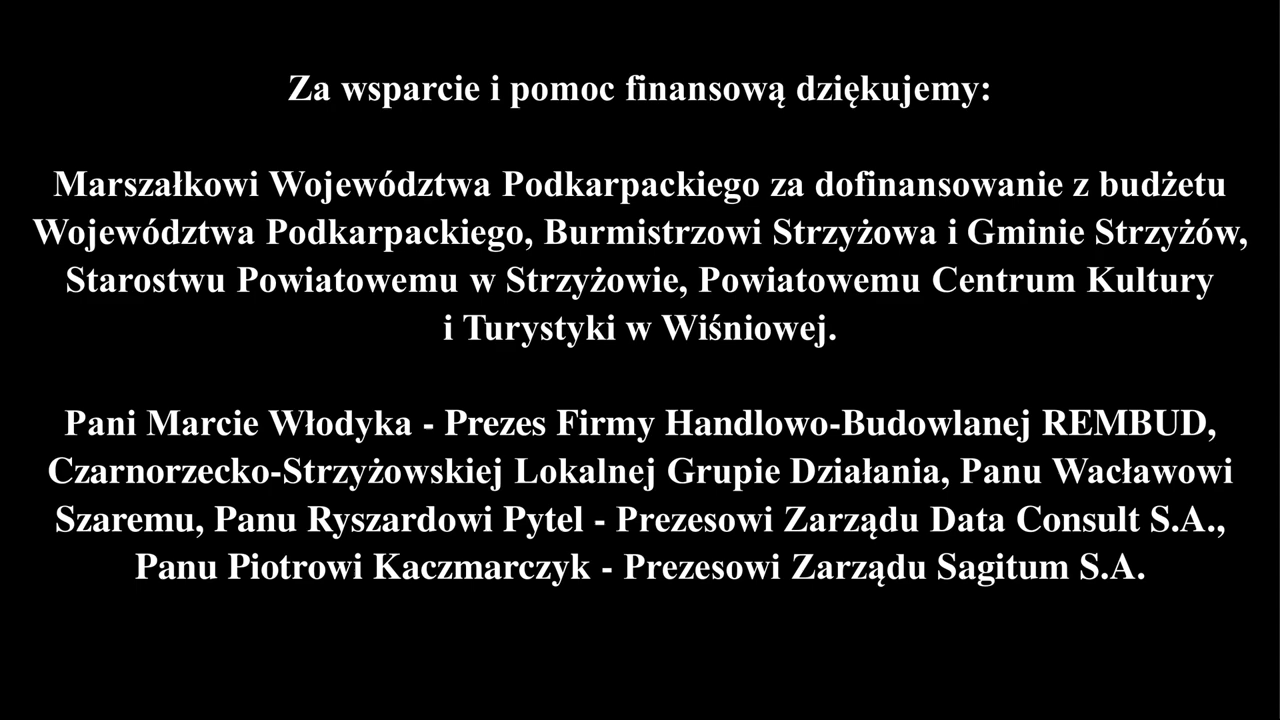 Za wsparcie i pomoc finansową dziękujemy:
Marszałkowi Województwa Podkarpackiego za dofinansowanie z budżetu
Województwa Podkarpackiego, Burmistrzowi Strzyżowa i Gminie Strzyżów,
Starostwu Powiatowemu w Strzyżowie, Powiatowemu Centrum Kultury
i Turystyki w Wiśniowej.
Pani Marcie Włodyka - Prezes Firmy Handlowo-Budowlanej REMBUD,
Czarnorzecko-Strzyżowskiej Lokalnej Grupie Działania, Panu Wacławowi
Szaremu, Panu Ryszardowi Pytel - Prezesowi Zarządu Data Consult S.A.,
Panu Piotrowi Kaczmarczyk - Prezesowi Zarządu Sagitum S.A.